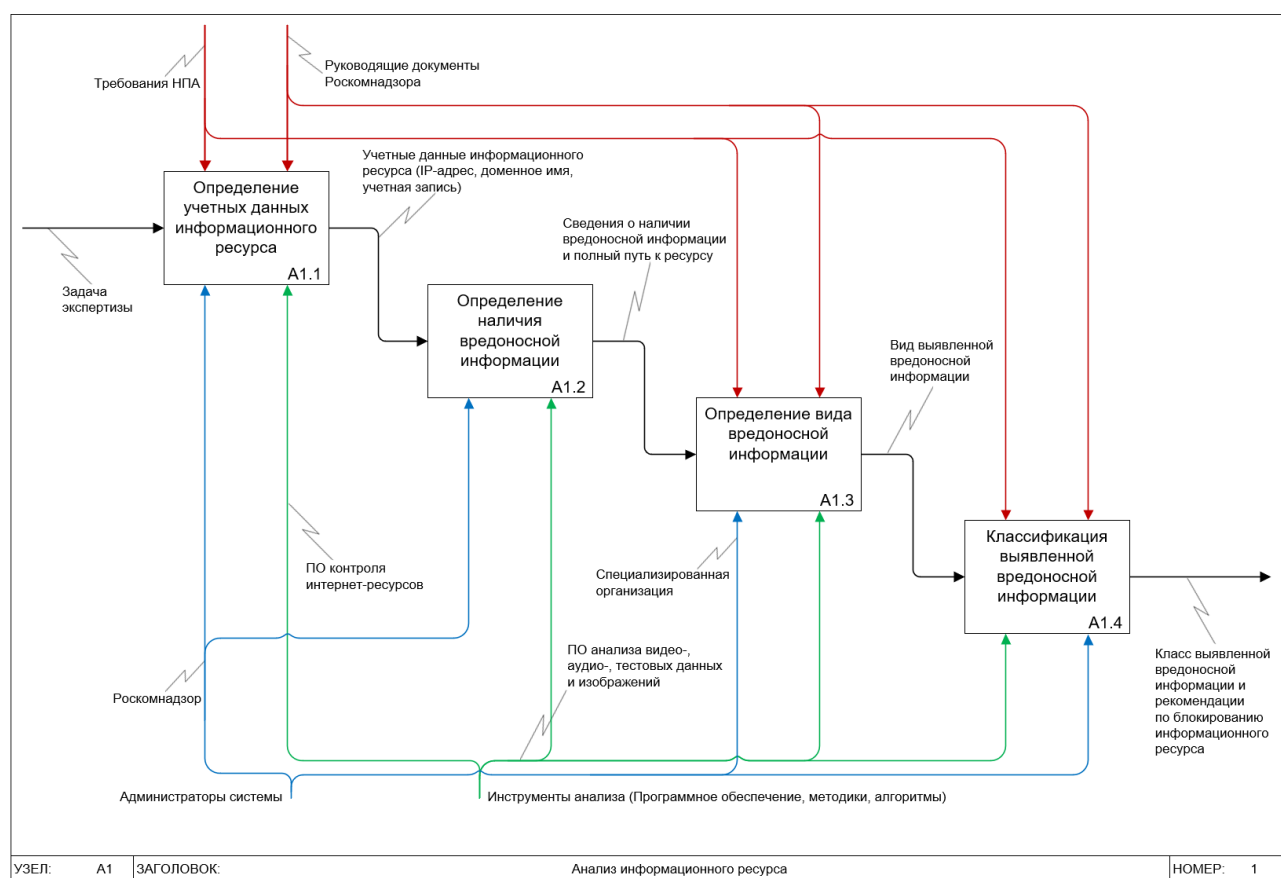 Требования НПА
Руководящие документы
Роскомнадзора
Учетные данные информационного
ресурса (IP-адрес, доменное имя,
учетная запись)
Определение
учетных данных
информационного
ресурса
A1.1
Задача
экспертизы
Сведения о наличии
вредоносной информации
и полный путь к ресурсу
Определение
наличия
вредоносной
информации
A1.2
Вид выявленной
вредоносной
информации
Определение вида
вредоносной
информации
A1.3
ПО контроля
интернет-ресурсов
Специализированная
организация
Классификация
выявленной
вредоносной
информации
A1.4
ПО анализа видео-,
аудио-, тестовых данных
и изображений
Роскомнадзор
Класс выявленной
вредоносной
информации и
рекомендации
по блокированию
информационного
ресурса
Администраторы системы
Инструменты анализа (Программное обеспечение, методики, алгоритмы)
УЗЕЛ: A1 ЗАГОЛОВОК: Анализ информационного ресурса НОМЕР: 1